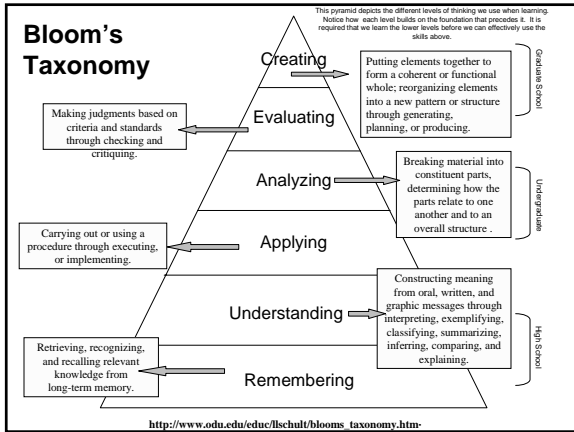 Bloom's
Taxonomy
This pyramid depicts the different levels of thinking we use when learning.
Notice how each level builds on the foundation that precedes it. It is
required that we learn the lower levels before we can effectively use the
skills above.
Creating
Putting elements together to
form a coherent or functional
whole; reorganizing elements
into a new pattern or structure
through generating,
planning, or producing.
Graduate School
Making judgments based on
criteria and standards
through checking and
critiquing.
Evaluating
Analyzing
Breaking material into
constituent parts,
determining how the
parts relate to one
another and to an
overall structure .
Undergraduate
Carrying out or using a
procedure through executing,
or implementing.
Applying
Understanding
Constructing meaning
from oral, written, and
graphic messages through
interpreting, exemplifying,
classifying, summarizing,
inferring, comparing, and
explaining.
High School
Retrieving, recognizing,
and recalling relevant
knowledge from
long-term memory.
Remembering
http://www.odu.edu/educ/llschult/blooms_taxonomy.htm-